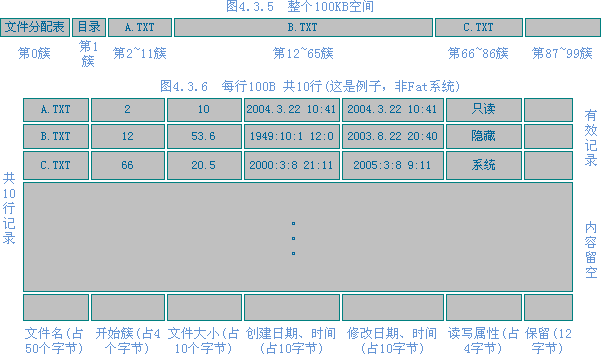 图4.3.5 整个100KB空间
文件分配表 目录 A.TXT B.TXT C.TXT
第0簇 第1簇 第2~11簇 第12~65簇 第66~86簇 第87~99簇
图4.3.6 每行100B 共10行(这是例子，非Fat系统)
A.TXT 2 10 2004.3.22 10:41 2004.3.22 10:41 只读
B.TXT 12 53.6 1949:10:1 12:0 2003.8.22 20:40 隐藏
C.TXT 66 20.5 2000:3:8 21:11 2005:3:8 9:11 系统
有效记录
共10行记录
内容留空
文件名(占50个字节) 开始簇(占4个字节) 文件大小(占10个字节) 创建日期、时间(占10字节) 修改日期、时间(占10字节) 读写属性(占4字节) 保留(12字节)